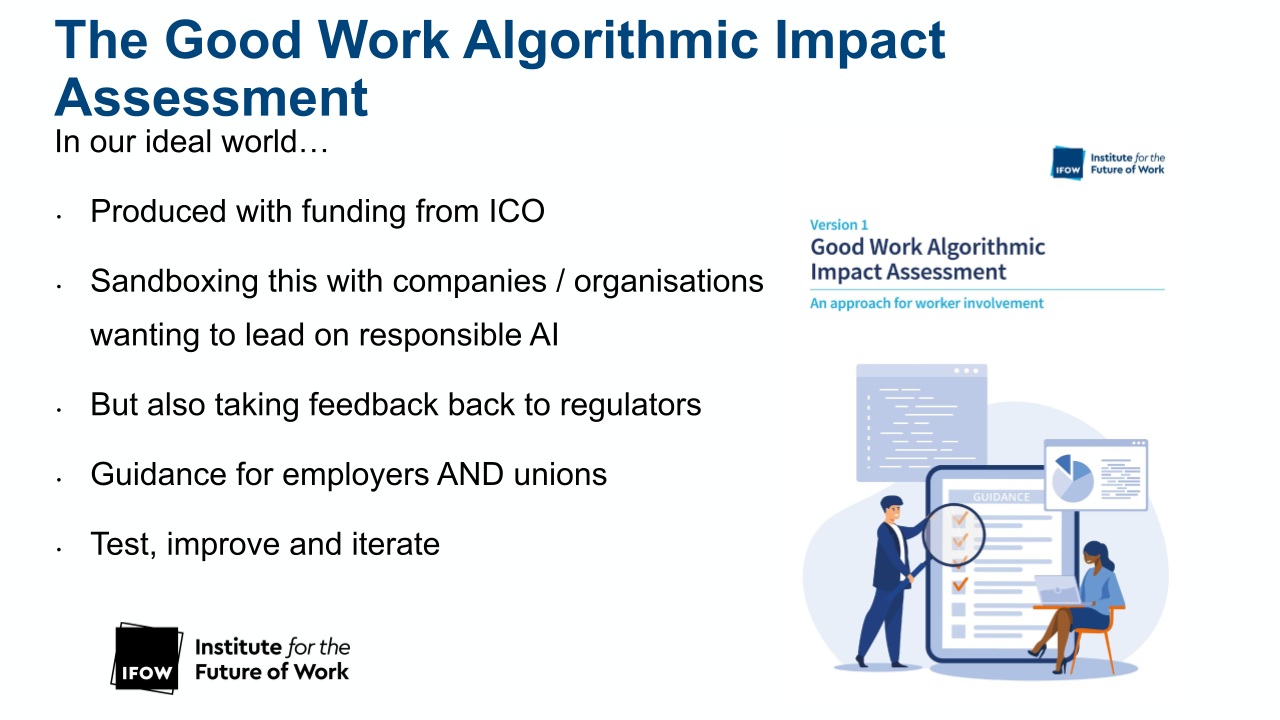 The Good Work Algorithmic Impact
Assessment
In our ideal world…
• Produced with funding from ICO
• Sandboxing this with companies / organisations
wanting to lead on responsible AI
• But also taking feedback back to regulators
• Guidance for employers AND unions
• Test, improve and iterate
IFOW
Institute for the
Future of Work
IFOW
Institute for the
Future of Work
Version 1
Good Work Algorithmic
Impact Assessment
An approach for worker involvement
GUIDANCE